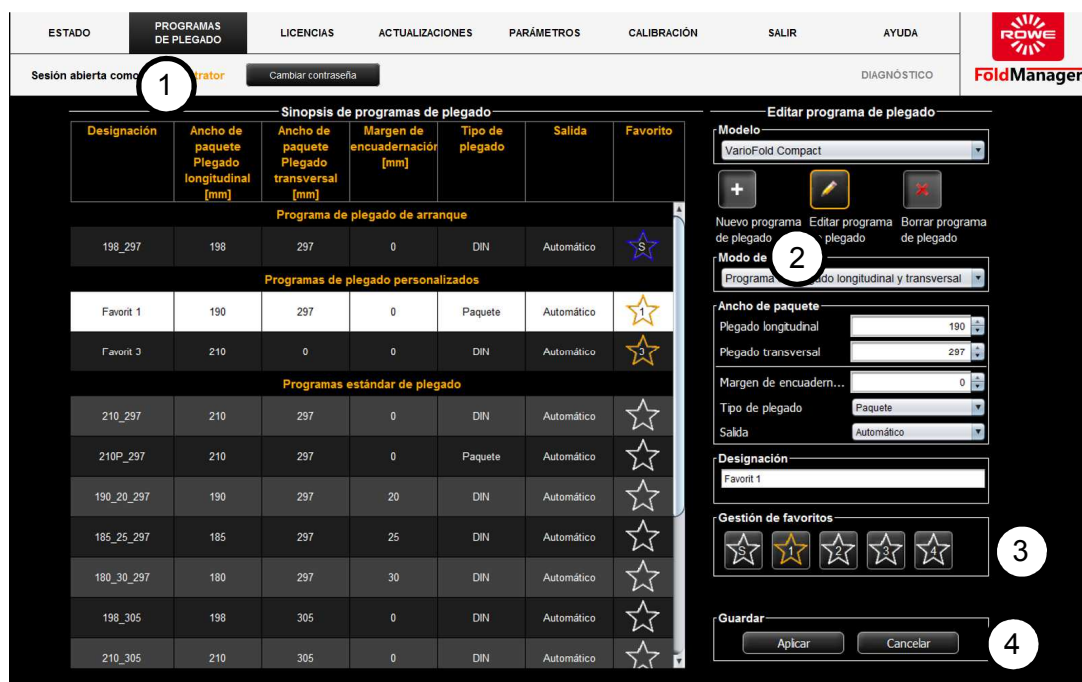 ESTADO
PROGRAMAS
DE PLEGADO
LICENCIAS
ACTUALIZACIONES
PARÁMETROS
CALIBRACIÓN
SALIR
AYUDA
ROWE
FoldManager
Sesión abierta como
trator
Cambiar contraseña
DIAGNÓSTICO
1
Sinopsis de programas de plegado
Designación
Ancho de
paquete
Plegado
longitudinal
[mm]
Ancho de
paquete
Plegado
transversal
[mm]
Margen de
encuadernación
[mm]
Tipo de
plegado
Salida
Favorito
Programa de plegado de arranque
198_297 198 297 0 DIN Automático S
Programas de plegado personalizados
Favorit 1 190 297 0 Paquete Automático 1
Favorit 3 210 0 0 DIN Automático 3
Programas estándar de plegado
210_297 210 297 0 DIN Automático
210P_297 210 297 0 Paquete Automático
190_20_297 190 297 20 DIN Automático
185_25_297 185 297 25 DIN Automático
180_30_297 180 297 30 DIN Automático
198_305 198 305 0 DIN Automático
210_305 210 305 0 DIN Automático
Editar programa de plegado
Modelo
VarioFold Compact
Nuevo programa
de plegado
Editar programa
plegado
Borrar programa
de plegado
2
Modo de
Programa longitudinal y transversal
Ancho de paquete
Plegado longitudinal 190
Plegado transversal 297
Margen de encuadern... 0
Tipo de plegado Paquete
Salida Automático
Designación
Favorit 1
Gestión de favoritos
S 1 2 3 4
3
Guardar
Aplicar Cancelar
4